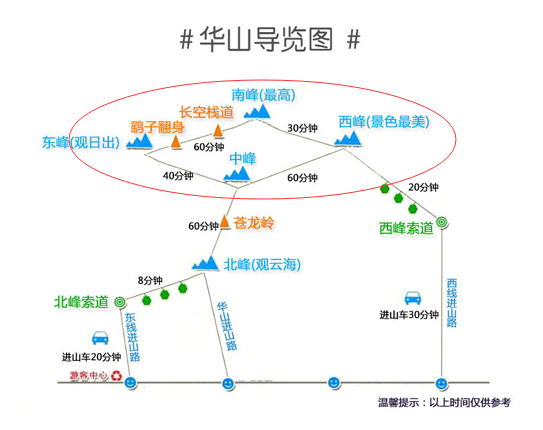 #华山导览图 #
南峰(最高)
长空栈道
鹞子翻身
30分钟
西峰(景色最美)
东峰(观日出)
60分钟
中峰
40分钟
60分钟
20分钟
60分钟
苍龙岭
西峰索道
北峰(观云海)
8分钟
北峰索道
西线进山路
华山进山路
东线进山路
进山车30分钟
进山车20分钟
游客中心
温馨提示：以上时间仅供参考